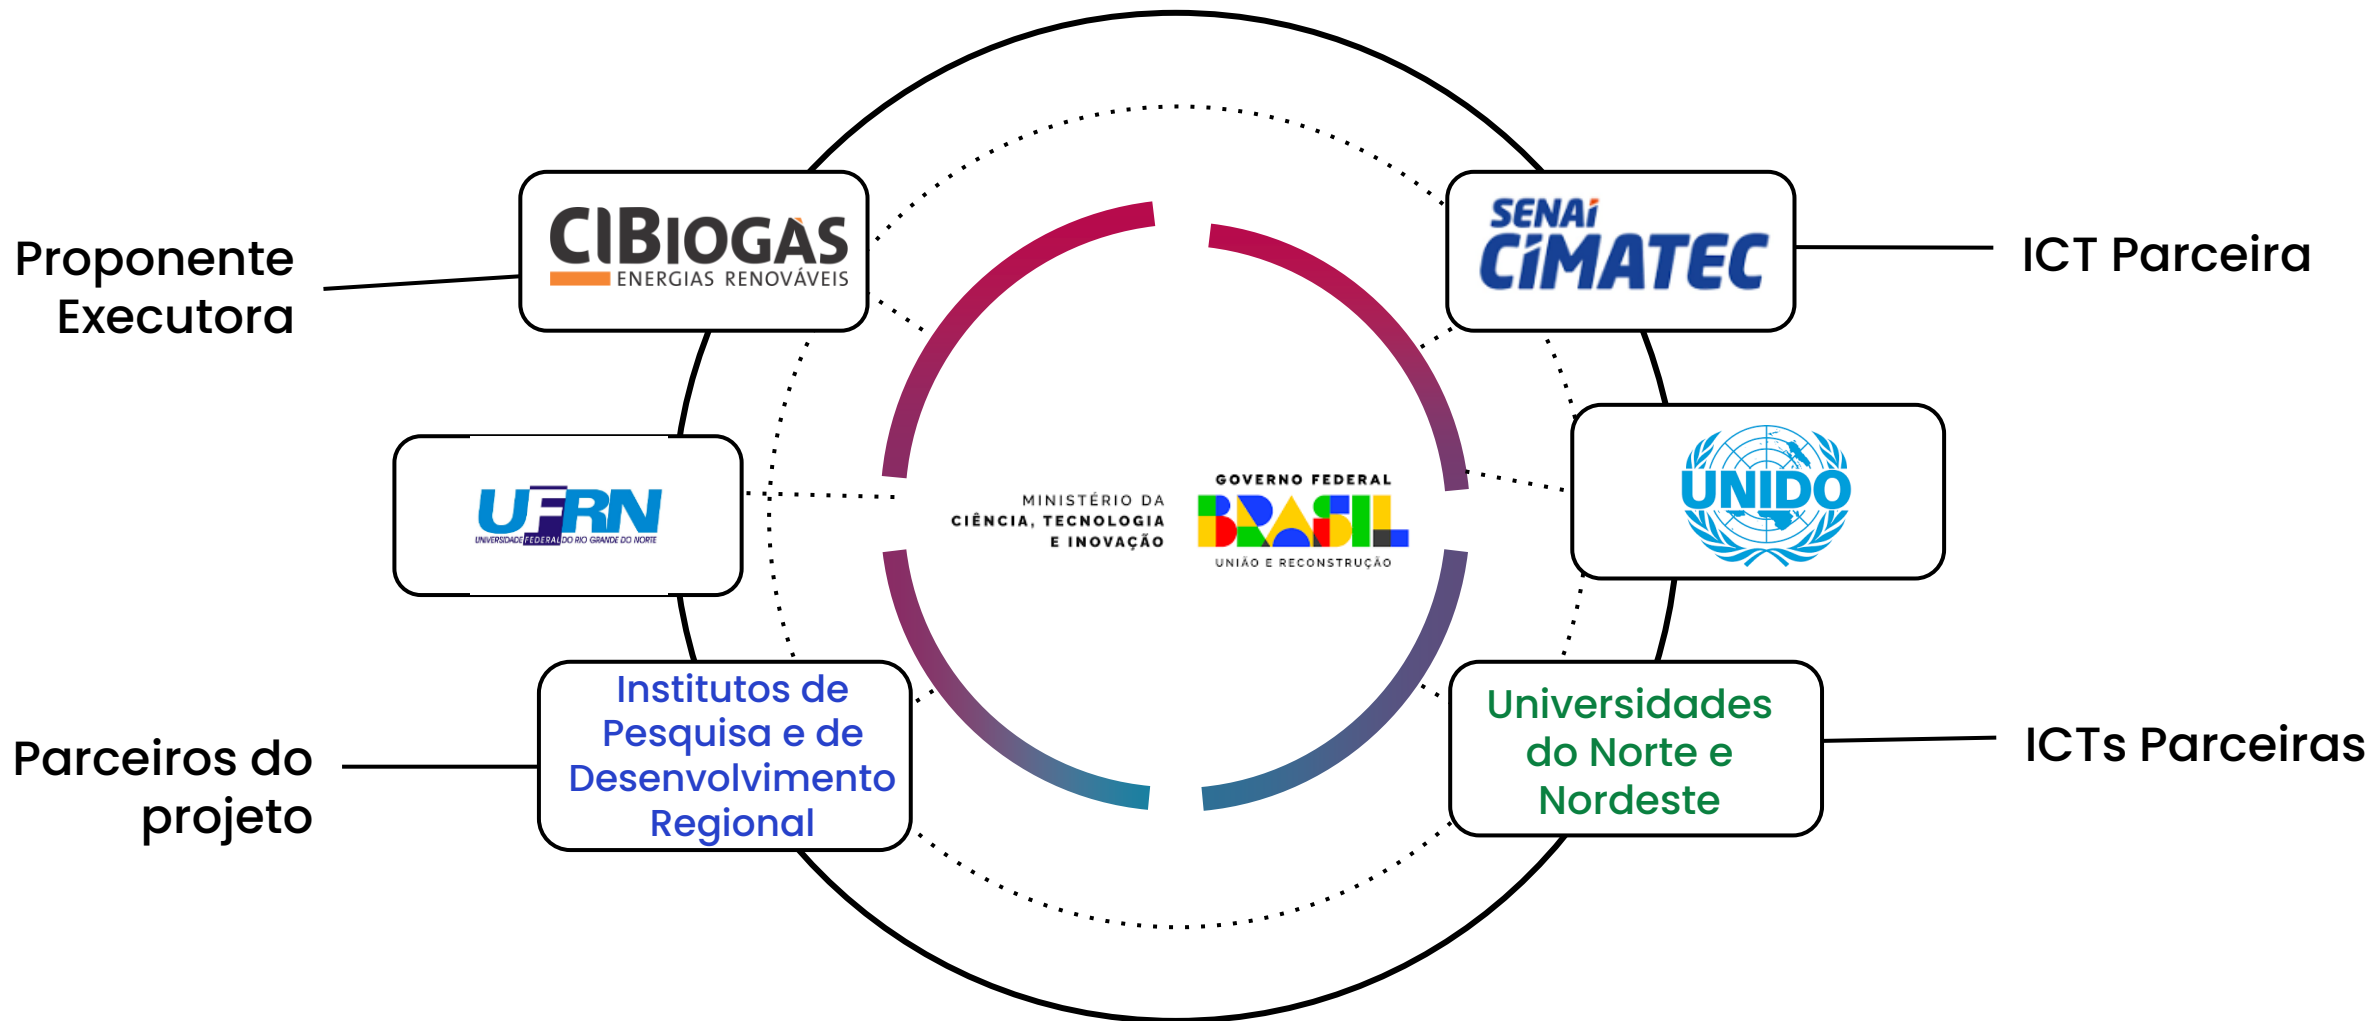 Proponente
Executora
CIBIOGÁS
ENERGIAS RENOVÁVEIS
SENAI
CIMATEC
ICT Parceira
UFRN
UNIVERSIDADE FEDERAL DO RIO GRANDE DO NORTE
MINISTÉRIO DA
CIÊNCIA, TECNOLOGIA
E INOVAÇÃO
GOVERNO FEDERAL
BRASIL
UNIÃO E RECONSTRUÇÃO
UNIDO
Parceiros do
projeto
Institutos de
Pesquisa e de
Desenvolvimento
Regional
Universidades
do Norte e
Nordeste
ICTs Parceiras